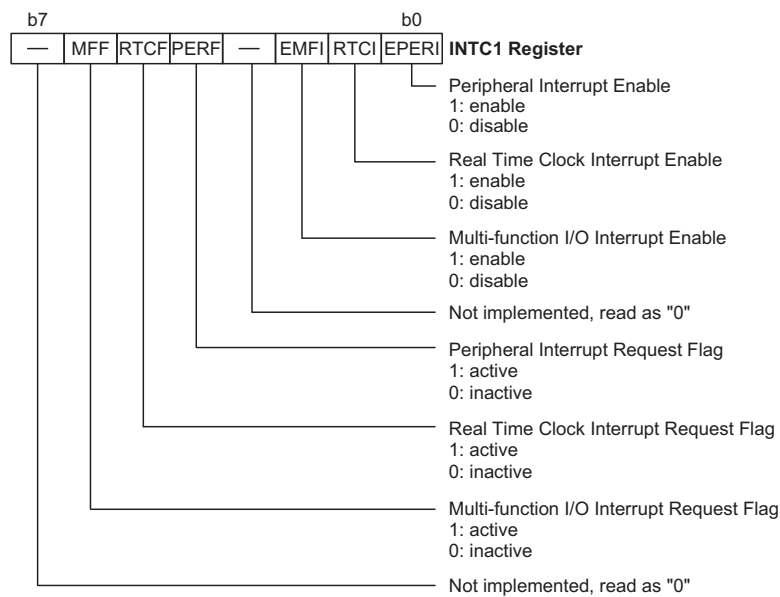 b7 b0
— MFF RTCF PERF — EMFI RTCI EPERI INTC1 Register
Peripheral Interrupt Enable
1: enable
0: disable
Real Time Clock Interrupt Enable
1: enable
0: disable
Multi-function I/O Interrupt Enable
1: enable
0: disable
Not implemented, read as "0"
Peripheral Interrupt Request Flag
1: active
0: inactive
Real Time Clock Interrupt Request Flag
1: active
0: inactive
Multi-function I/O Interrupt Request Flag
1: active
0: inactive
Not implemented, read as "0"